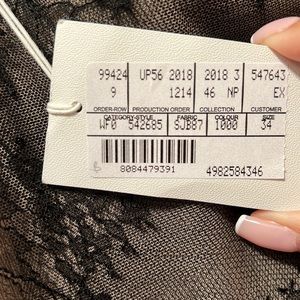 99424 UP56 2018 2018 3 547643
9 1214 46 NP EX
ORDER-ROW PRODUCTION ORDER COLLECTION CUSTOMER
CATEGORY-STYLE FABRIC COLOUR SIZE
WF0 542685 SJB87 1000 34
8084479391 4982584346